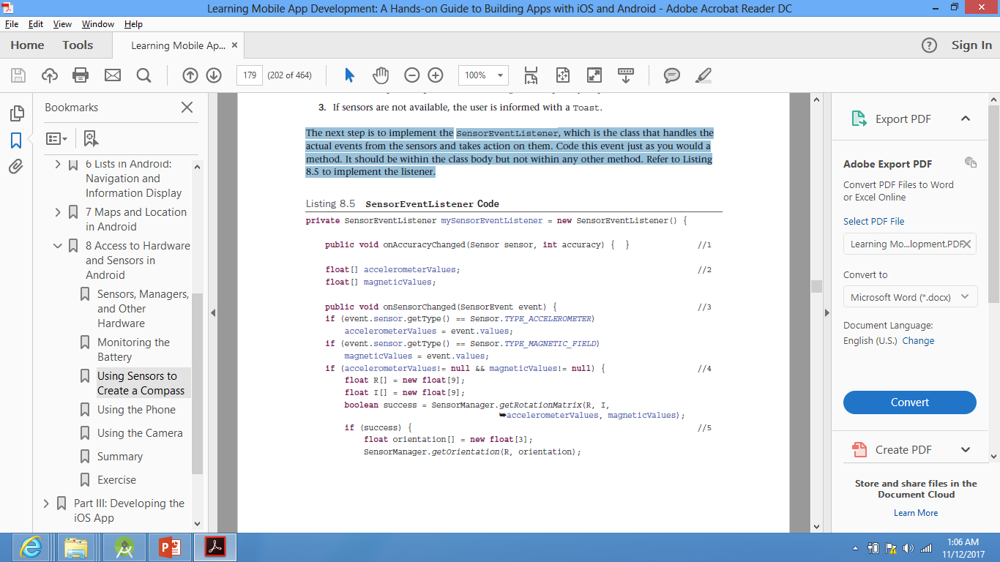 Learning Mobile App Development: A Hands-on Guide to Building Apps with iOS and Android - Adobe Acrobat Reader DC
File Edit View Window Help
Home Tools Learning Mobile Ap... × Sign In
179 (202 of 464) 100%
Bookmarks
6 Lists in Android:
Navigation and
Information Display
7 Maps and Location
in Android
8 Access to Hardware
and Sensors in
Android
Sensors, Managers,
and Other
Hardware
Monitoring the
Battery
Using Sensors to
Create a Compass
Using the Phone
Using the Camera
Summary
Exercise
Part III: Developing the
iOS App
3. If sensors are not available, the user is informed with a Toast.
The next step is to implement the SensorEventListener, which is the class that handles the
actual events from the sensors and takes action on them. Code this event just as you would a
method. It should be within the class body but not within any other method. Refer to Listing
8.5 to implement the listener.
Listing 8.5 SensorEventListener Code
private SensorEventListener mySensorEventListener = new SensorEventListener() {
public void onAccuracyChanged(Sensor sensor, int accuracy) { } //1
float[] accelerometerValues; //2
float[] magneticValues;
public void onSensorChanged(SensorEvent event) { //3
if (event.sensor.getType() == Sensor.TYPE_ACCELEROMETER)
accelerometerValues = event.values;
if (event.sensor.getType() == Sensor.TYPE_MAGNETIC_FIELD)
magneticValues = event.values;
if (accelerometerValues!= null && magneticValues!= null) { //4
float R[] = new float[9];
float I[] = new float[9];
boolean success = SensorManager.getRotationMatrix(R, I,
➥accelerometerValues, magneticValues);
if (success) { //5
float orientation[] = new float[3];
SensorManager.getOrientation(R, orientation);
Export PDF
Adobe Export PDF
Convert PDF Files to Word
or Excel Online
Select PDF File
Learning Mo...lopment.PDF
Convert to
Microsoft Word (*.docx)
Document Language:
English (U.S.) Change
Convert
Create PDF
Store and share files in the
Document Cloud
Learn More
1:06 AM
11/12/2017